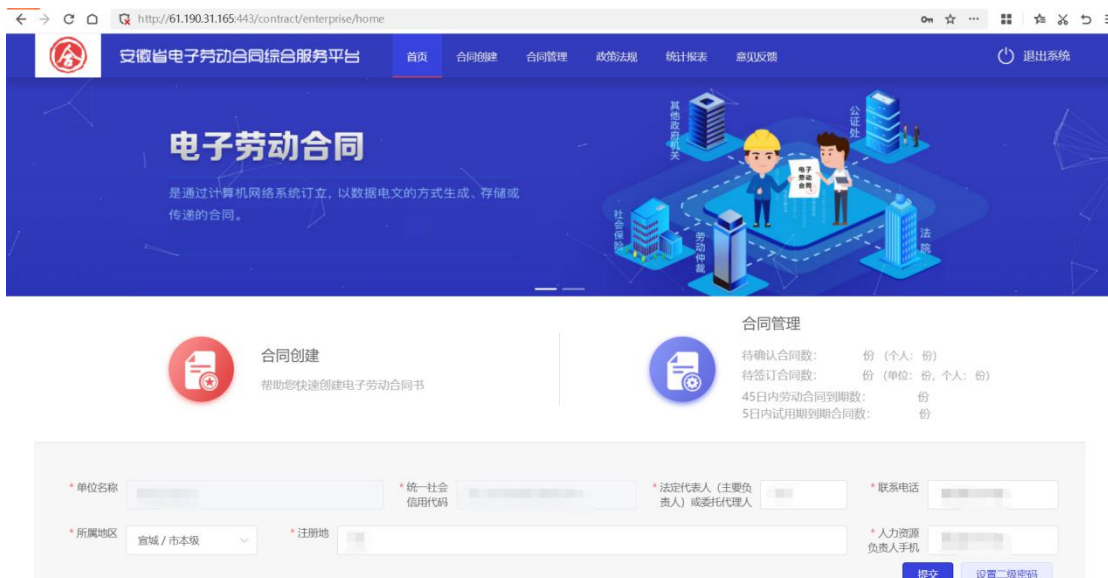 http://61.190.31.165:443/contract/enterprise/home
合 安徽省电子劳动合同综合服务平台 首页 合同创建 合同管理 政策法规 统计报表 意见反馈 退出系统
电子劳动合同
是通过计算机网络系统订立，以数据电文的方式生成、存储或
传递的合同。
其他政府机关
公证处
电子
劳动
合同
社会保险
劳动仲裁
法院
合同创建
帮助您快速创建电子劳动合同书
合同管理
待确认合同数： 份 (个人: 份)
待签订合同数： 份 (单位: 份, 个人: 份)
45日内劳动合同到期数： 份
5日内试用期到期合同数： 份
* 单位名称 * 统一社会
信用代码 * 法定代表人（主要负
责人）或委托代理人 * 联系电话
* 所属地区 宣城 / 市本级 * 注册地 * 人力资源
负责人手机
提交 设置二级密码